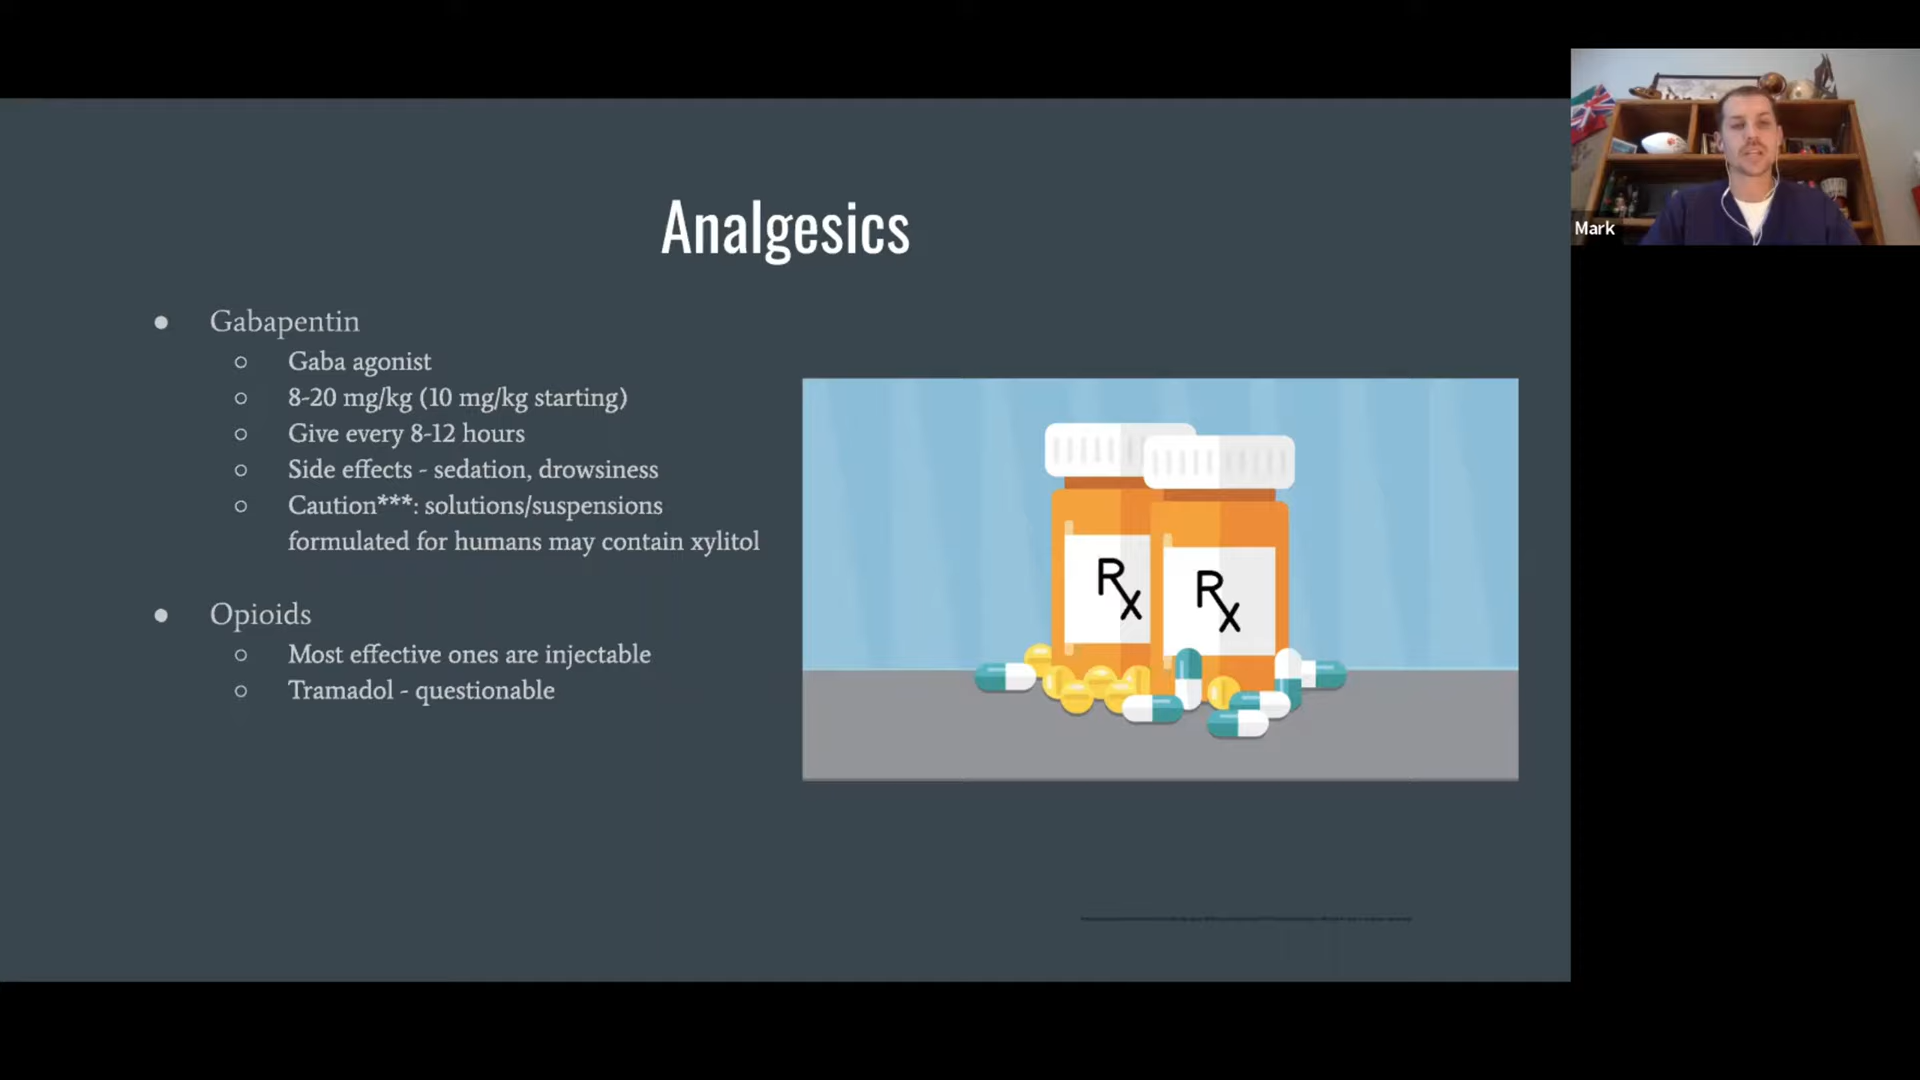 Analgesics
● Gabapentin
○ Gaba agonist
○ 8-20 mg/kg (10 mg/kg starting)
○ Give every 8-12 hours
○ Side effects - sedation, drowsiness
○ Caution***: solutions/suspensions
formulated for humans may contain xylitol
● Opioids
○ Most effective ones are injectable
○ Tramadol - questionable
Rx
Rx
Mark